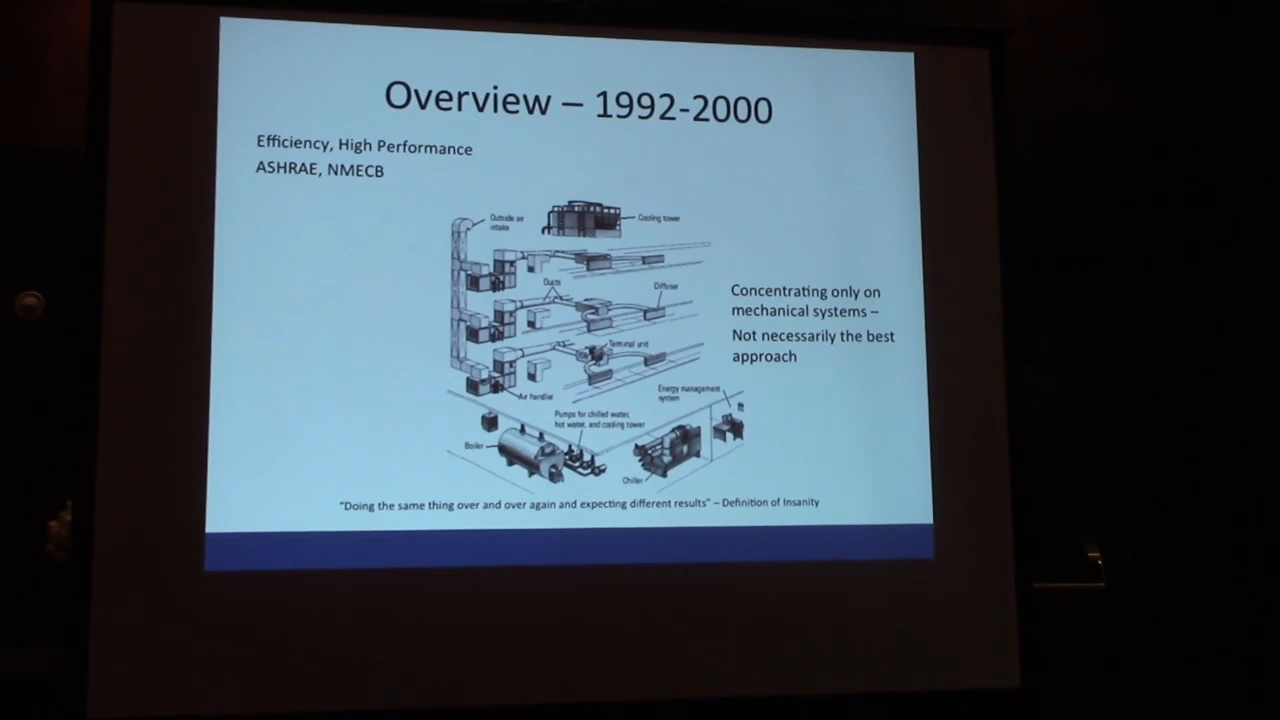 Overview – 1992-2000
Efficiency, High Performance
ASHRAE, NMECB
Outside air
intake
Cooling tower
Ducts
Diffuser
Concentrating only on
mechanical systems –
Not necessarily the best
approach
Terminal unit
Air handler
Energy management
system
Pumps for chilled water,
hot water, and cooling tower
Boiler
Chiller
“Doing the same thing over and over again and expecting different results” – Definition of Insanity